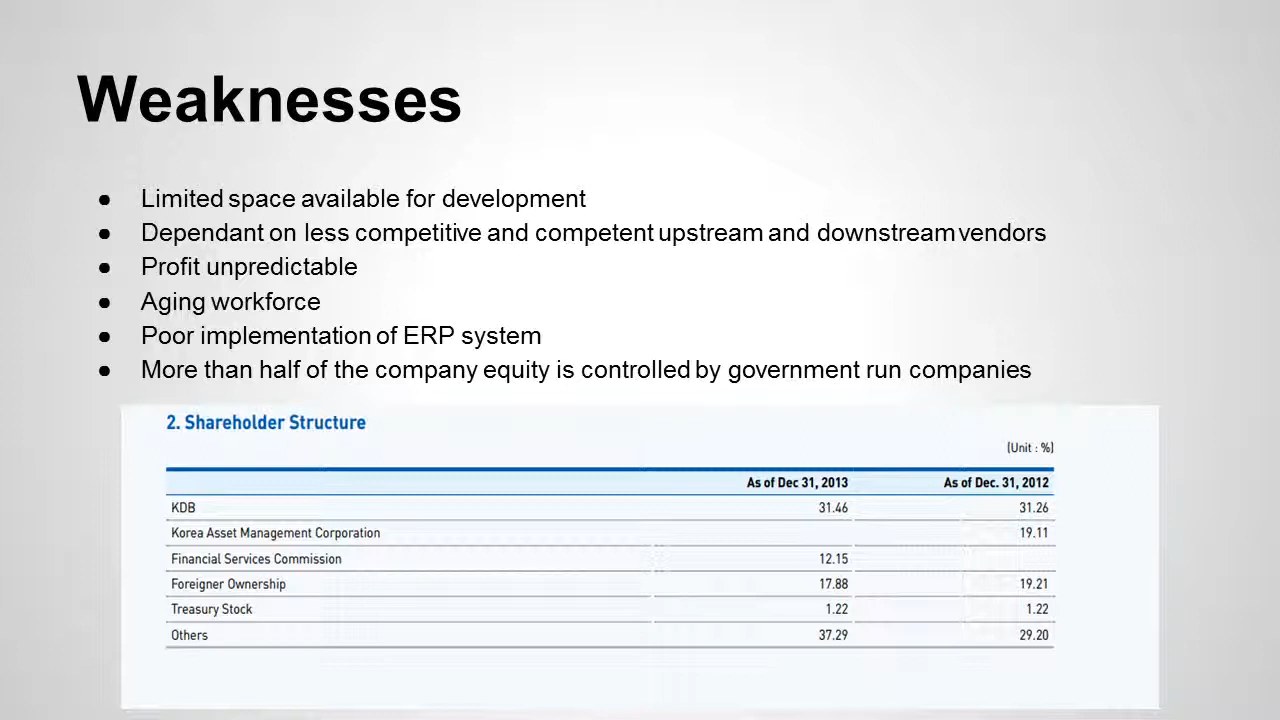 Weaknesses
● Limited space available for development
● Dependant on less competitive and competent upstream and downstream vendors
● Profit unpredictable
● Aging workforce
● Poor implementation of ERP system
● More than half of the company equity is controlled by government run companies
2. Shareholder Structure
(Unit : %)
As of Dec 31, 2013 As of Dec. 31, 2012
KDB 31.46 31.26
Korea Asset Management Corporation 19.11
Financial Services Commission 12.15
Foreigner Ownership 17.88 19.21
Treasury Stock 1.22 1.22
Others 37.29 29.20